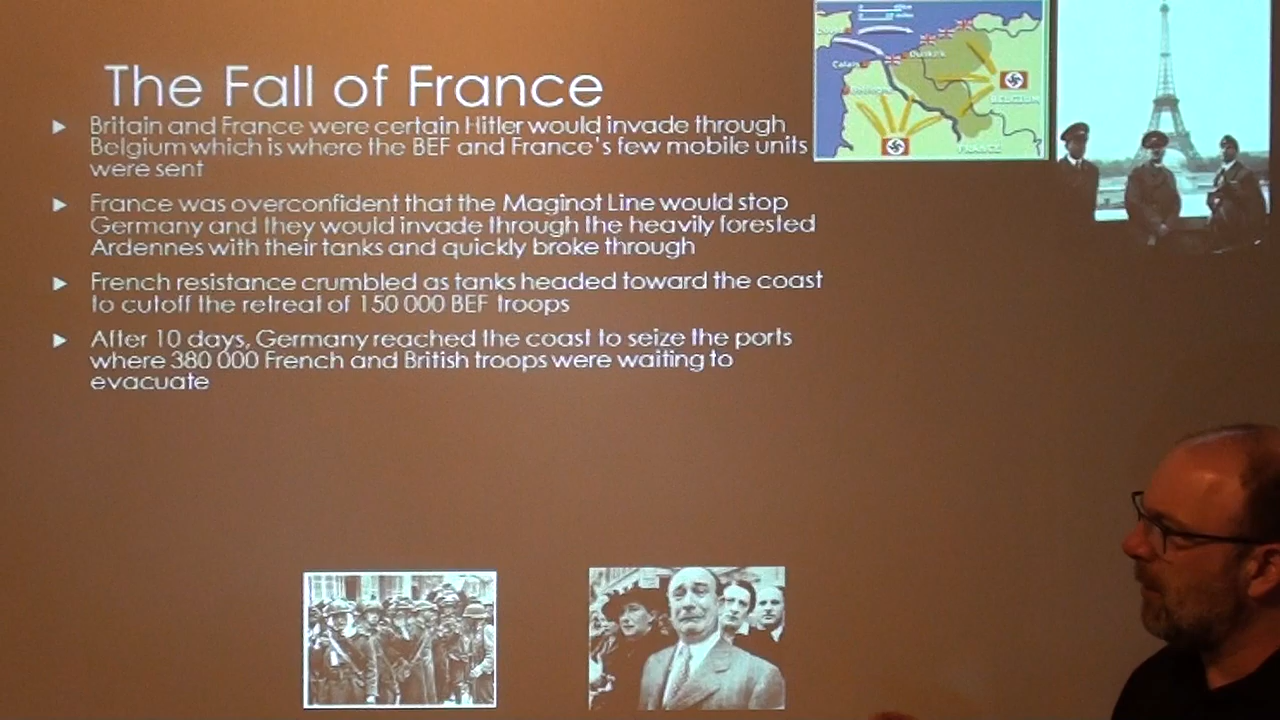 The Fall of France
Britain and France were certain Hitler would invade through
Belgium which is where the BEF and France's few mobile units
were sent
France was overconfident that the Maginot Line would stop
Germany and they would invade through the heavily forested
Ardennes with their tanks and quickly broke through
French resistance crumbled as tanks headed toward the coast
to cutoff the retreat of 150 000 BEF troops
After 10 days, Germany reached the coast to seize the ports
where 380 000 French and British troops were waiting to
evacuate
Dunkirk
Calais
BELGIUM
FRANCE